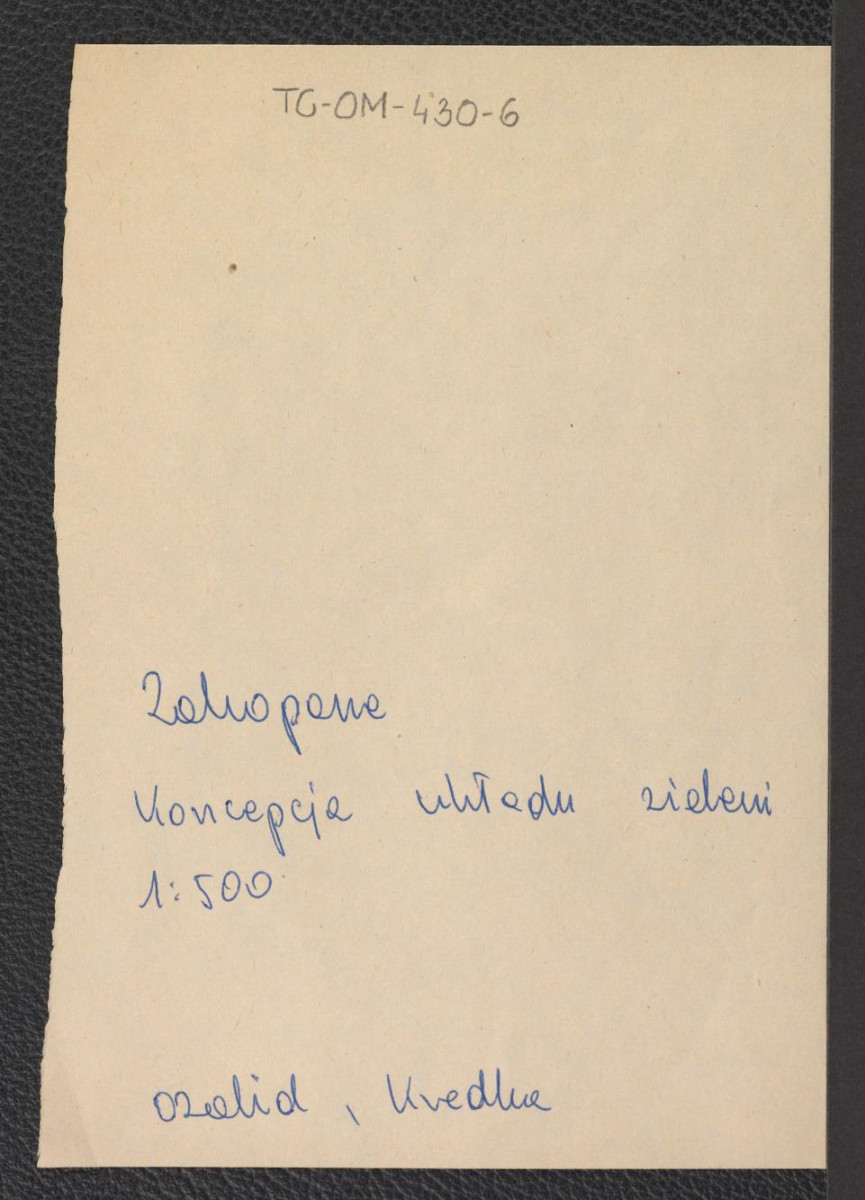 TG-OM-430-6
Zakopane
Koncepcja układu zieleni
1:500
ozalid, kredka